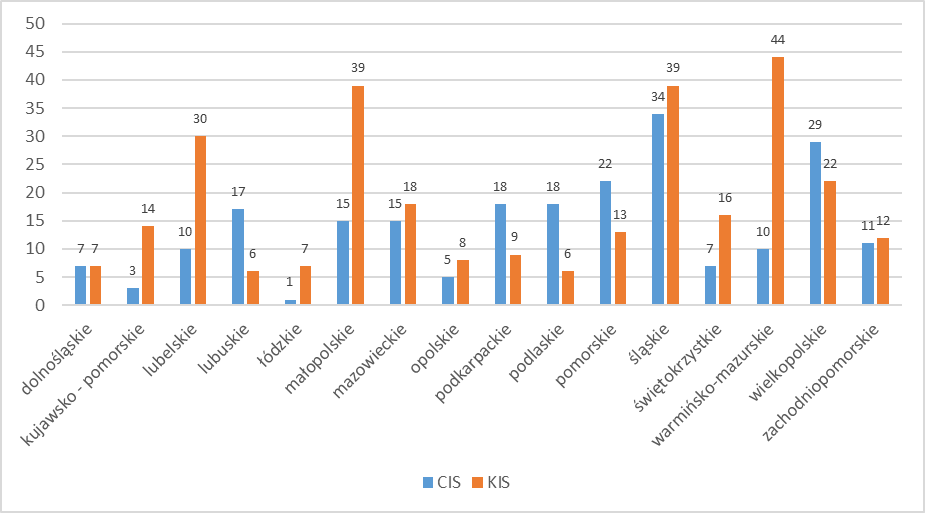 50
45
40
35
30
25
20
15
10
5
0
7 7
3 14
10 30
17 6
1 7
15 39
15 18
5 8
18 9
18 6
22 13
34 39
7 16
10 44
29 22
11 12
dolnośląskie
kujawsko - pomorskie
lubelskie
lubuskie
łódzkie
małopolskie
mazowieckie
opolskie
podkarpackie
podlaskie
pomorskie
śląskie
świętokrzystkie
warmińsko-mazurskie
wielkopolskie
zachodniopomorskie
CIS KIS